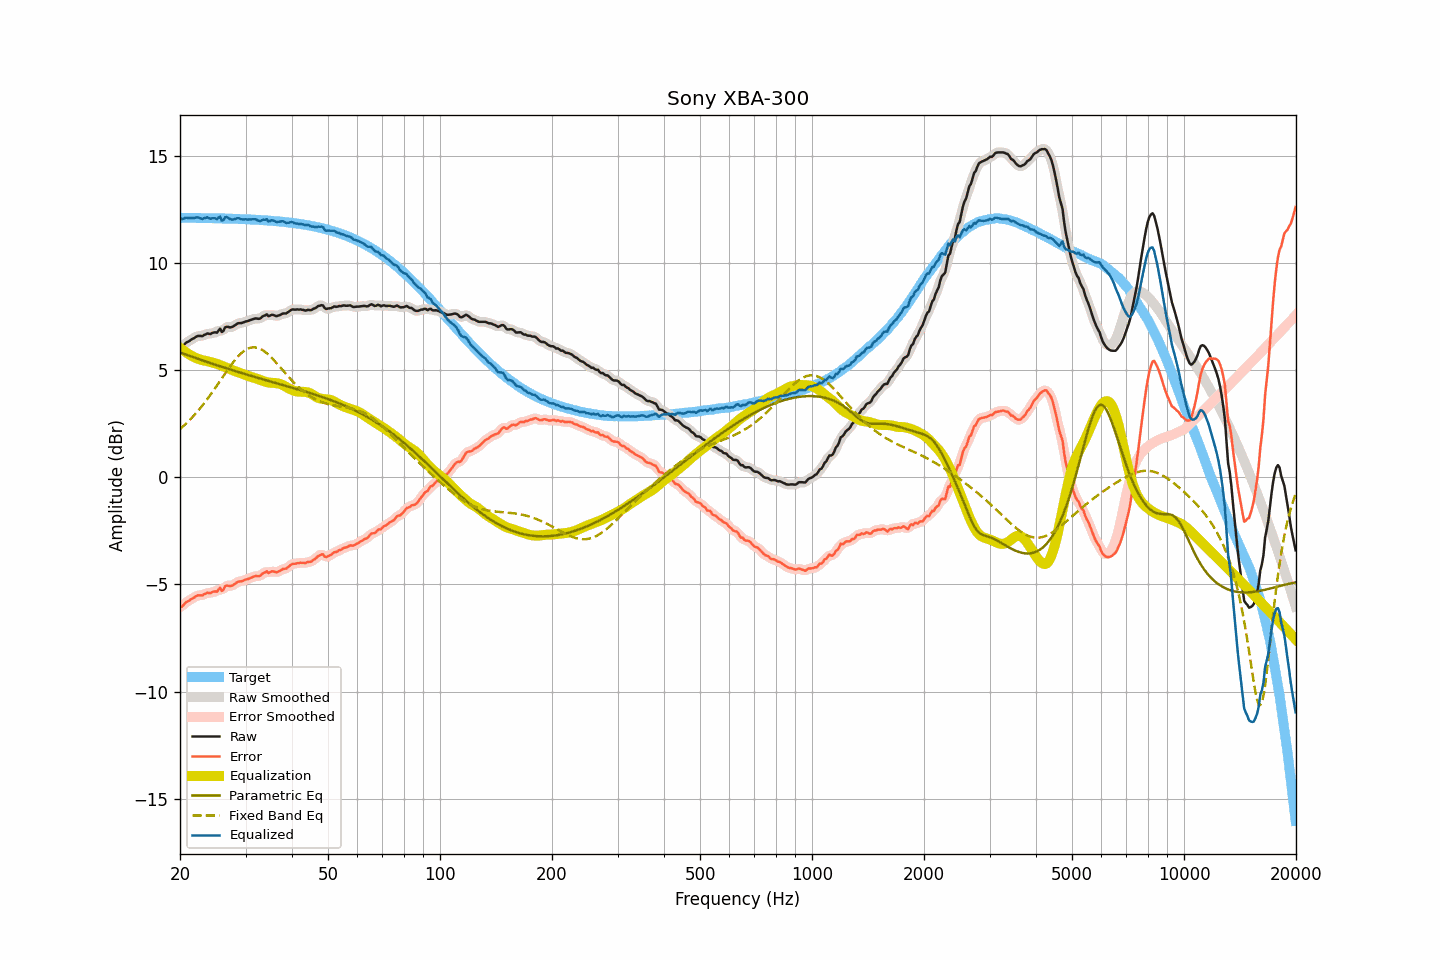 Sony XBA-300
Amplitude (dBr)
15
10
5
0
−5
−10
−15
Target
Raw Smoothed
Error Smoothed
Raw
Error
Equalization
Parametric Eq
Fixed Band Eq
Equalized
20 50 100 200 500 1000 2000 5000 10000 20000
Frequency (Hz)